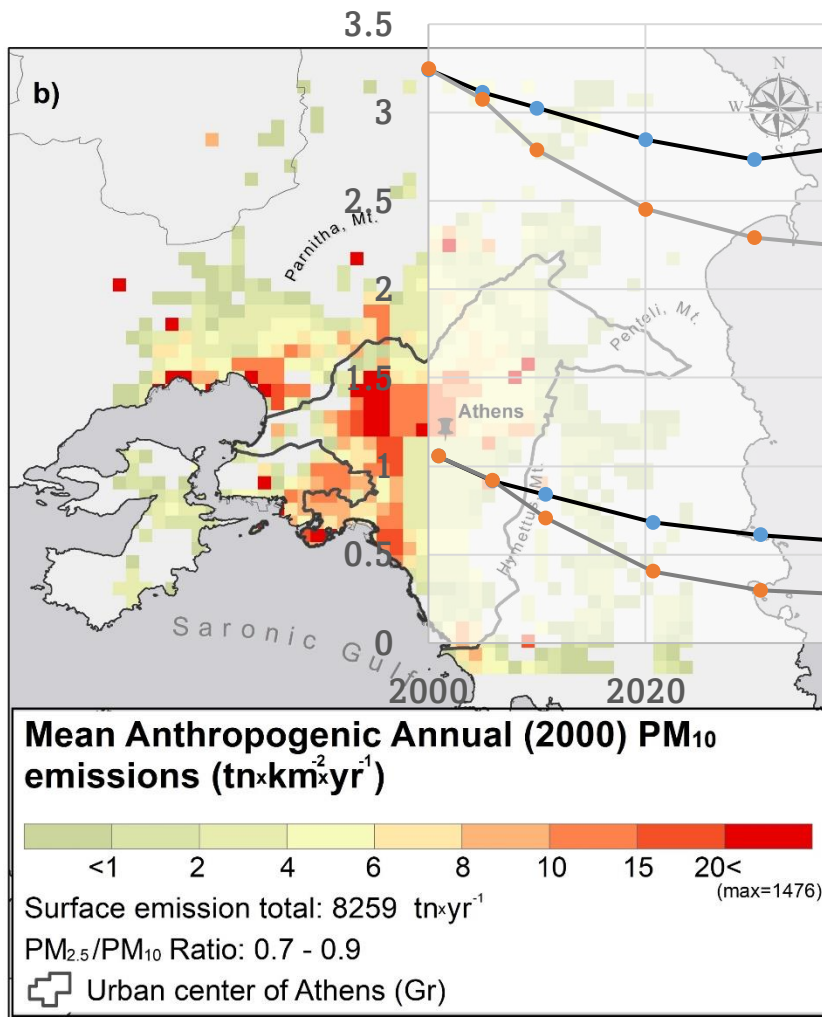 3.5
b)
N
W E
S
3
2.5
Parnitha, Mt.
2
Penteli, Mt.
1.5
Athens
1
Hymettus, Mt.
0.5
Saronic Gulf
0
2000 2020
Mean Anthropogenic Annual (2000) PM₁₀
emissions (tn×km⁻²×yr⁻¹)
<1 2 4 6 8 10 15 20<
(max=1476)
Surface emission total: 8259 tn×yr⁻¹
PM₂.₅/PM₁₀ Ratio: 0.7 - 0.9
Urban center of Athens (Gr)